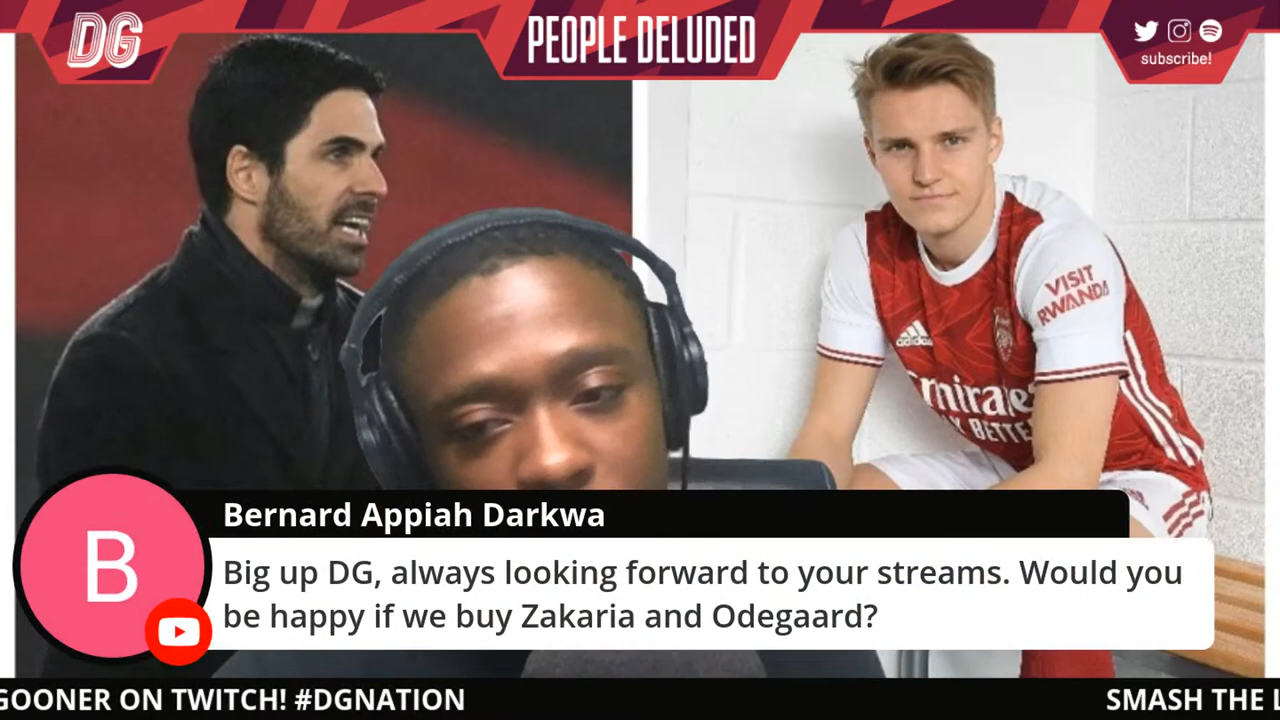 DG
PEOPLE DELUDED
subscribe!
VISIT
RWANDA
adidas
Emirates
BETTER
Bernard Appiah Darkwa
B
Big up DG, always looking forward to your streams. Would you
be happy if we buy Zakaria and Odegaard?
GOONER ON TWITCH! #DGNATION
SMASH THE L